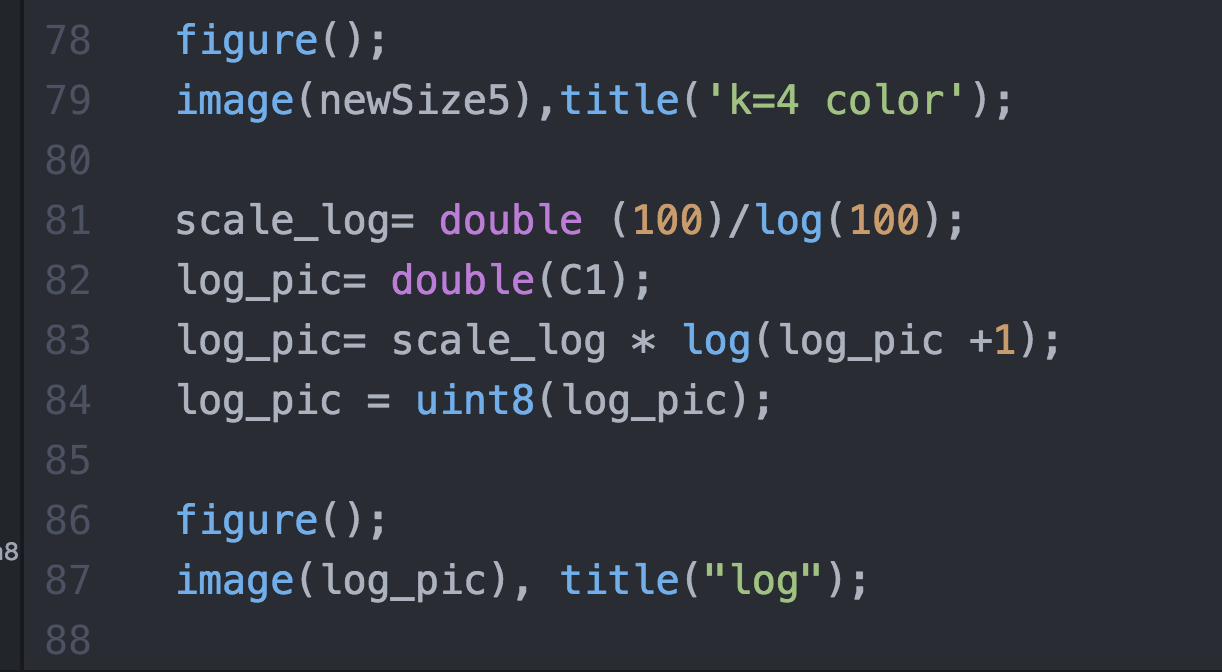 78 figure();
79 image(newSize5),title('k=4 color');
80
81 scale_log= double (100)/log(100);
82 log_pic= double(C1);
83 log_pic= scale_log * log(log_pic +1);
84 log_pic = uint8(log_pic);
85
86 figure();
87 image(log_pic), title("log");
88